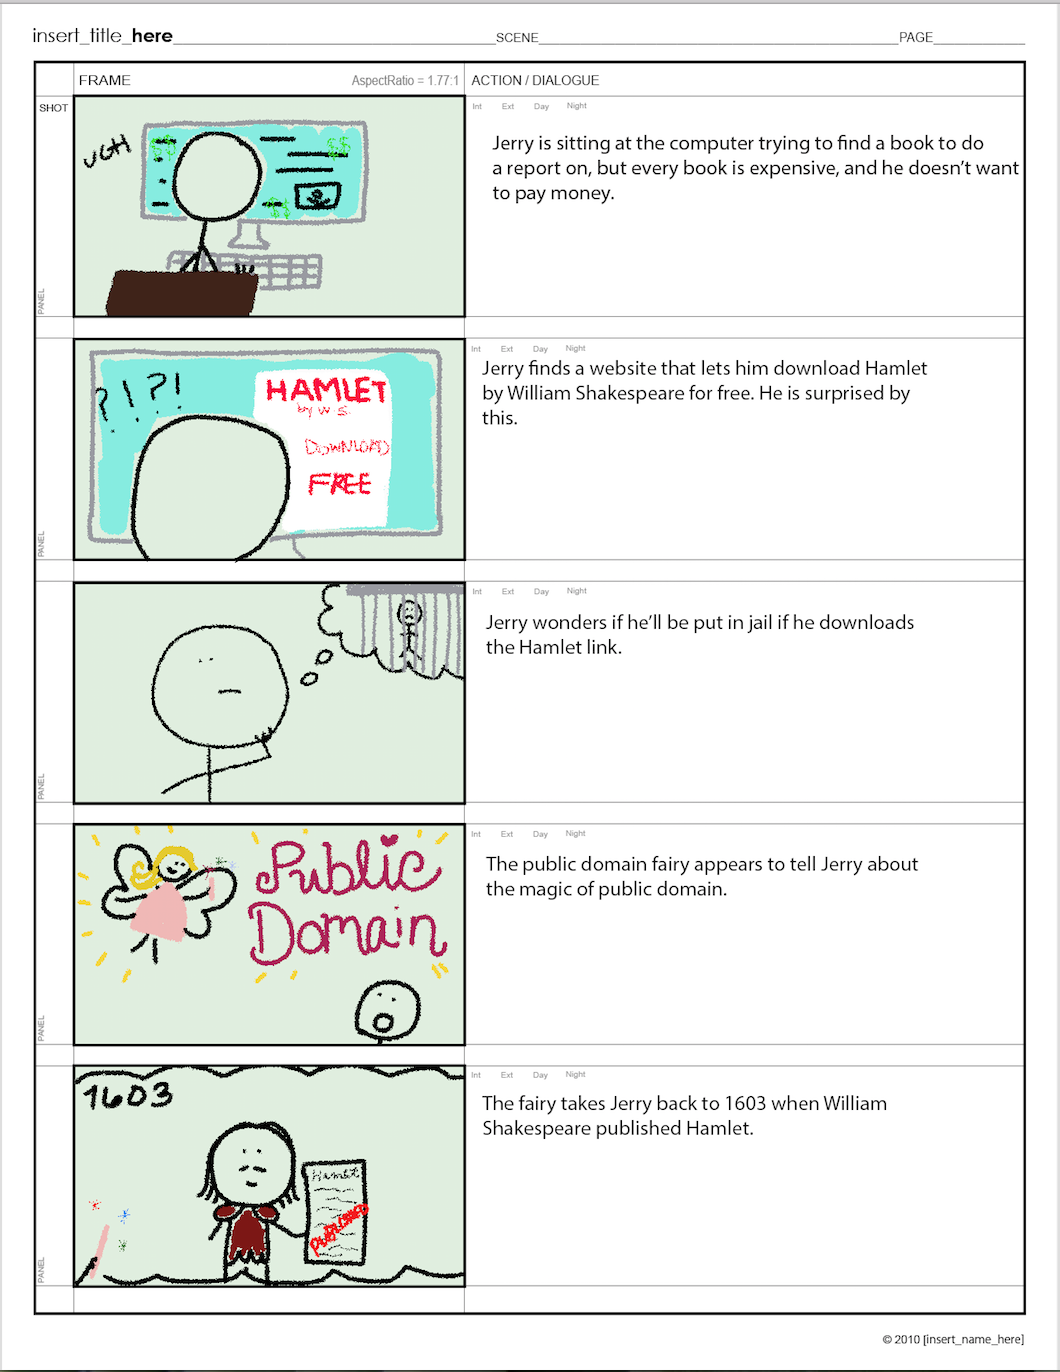 insert_title_here SCENE PAGE
FRAME AspectRatio = 1.77:1 ACTION / DIALOGUE
SHOT
Int Ext Day Night
UGH
$$
$$
$$
Jerry is sitting at the computer trying to find a book to do
a report on, but every book is expensive, and he doesn’t want
to pay money.
PANEL
Int Ext Day Night
?!?!
HAMLET
by W.S.
DOWNLOAD
FREE
Jerry finds a website that lets him download Hamlet
by William Shakespeare for free. He is surprised by
this.
PANEL
Int Ext Day Night
Jerry wonders if he’ll be put in jail if he downloads
the Hamlet link.
PANEL
Int Ext Day Night
Public
Domain
The public domain fairy appears to tell Jerry about
the magic of public domain.
PANEL
Int Ext Day Night
1603
Hamlet
PUBLISHED
The fairy takes Jerry back to 1603 when William
Shakespeare published Hamlet.
PANEL
© 2010 [insert_name_here]